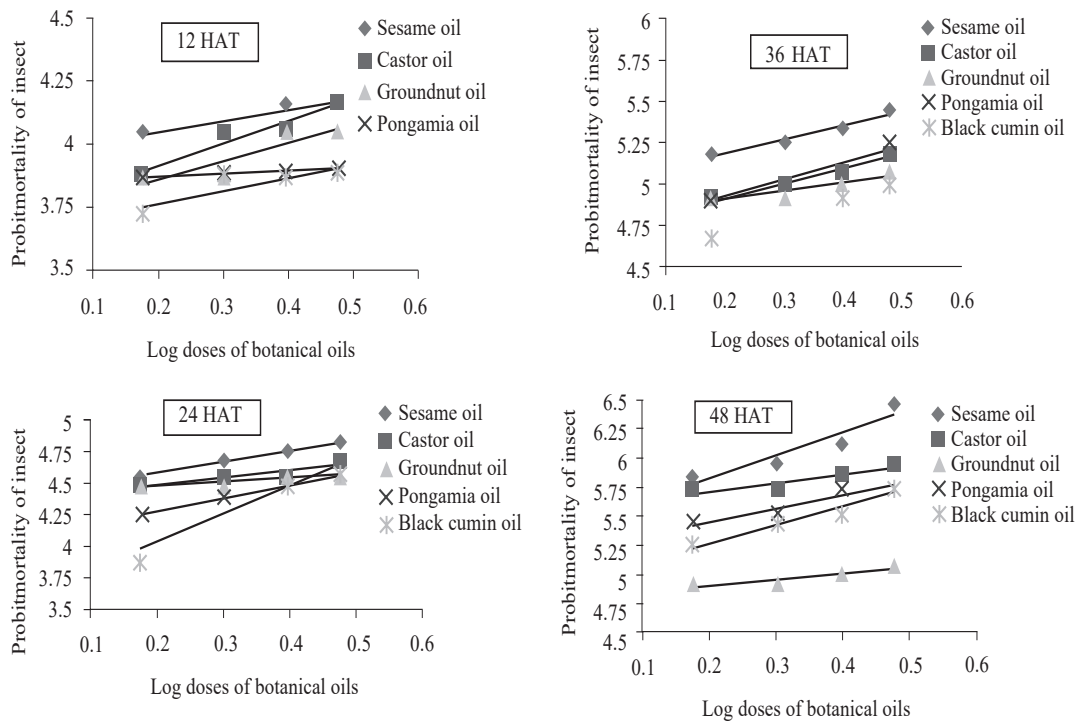 12 HAT
Probitmortality of insect
4.5
4.25
4
3.75
3.5
0.1 0.2 0.3 0.4 0.5 0.6
Log doses of botanical oils
Sesame oil
Castor oil
Groundnut oil
Pongamia oil
36 HAT
Probitmortality of insect
6
5.75
5.5
5.25
5
4.75
4.5
0.1 0.2 0.3 0.4 0.5 0.6
Log doses of botanical oils
Sesame oil
Castor oil
Groundnut oil
Pongamia oil
Black cumin oil
24 HAT
Probitmortality of insect
5
4.75
4.5
4.25
4
3.75
3.5
0.1 0.2 0.3 0.4 0.5 0.6
Log doses of botanical oils
Sesame oil
Castor oil
Groundnut oil
Pongamia oil
Black cumin oil
48 HAT
Probitmortality of insect
6.5
6.25
6
5.75
5.5
5.25
5
4.75
4.5
0.1 0.2 0.3 0.4 0.5 0.6
Log doses of botanical oils
Sesame oil
Castor oil
Groundnut oil
Pongamia oil
Black cumin oil